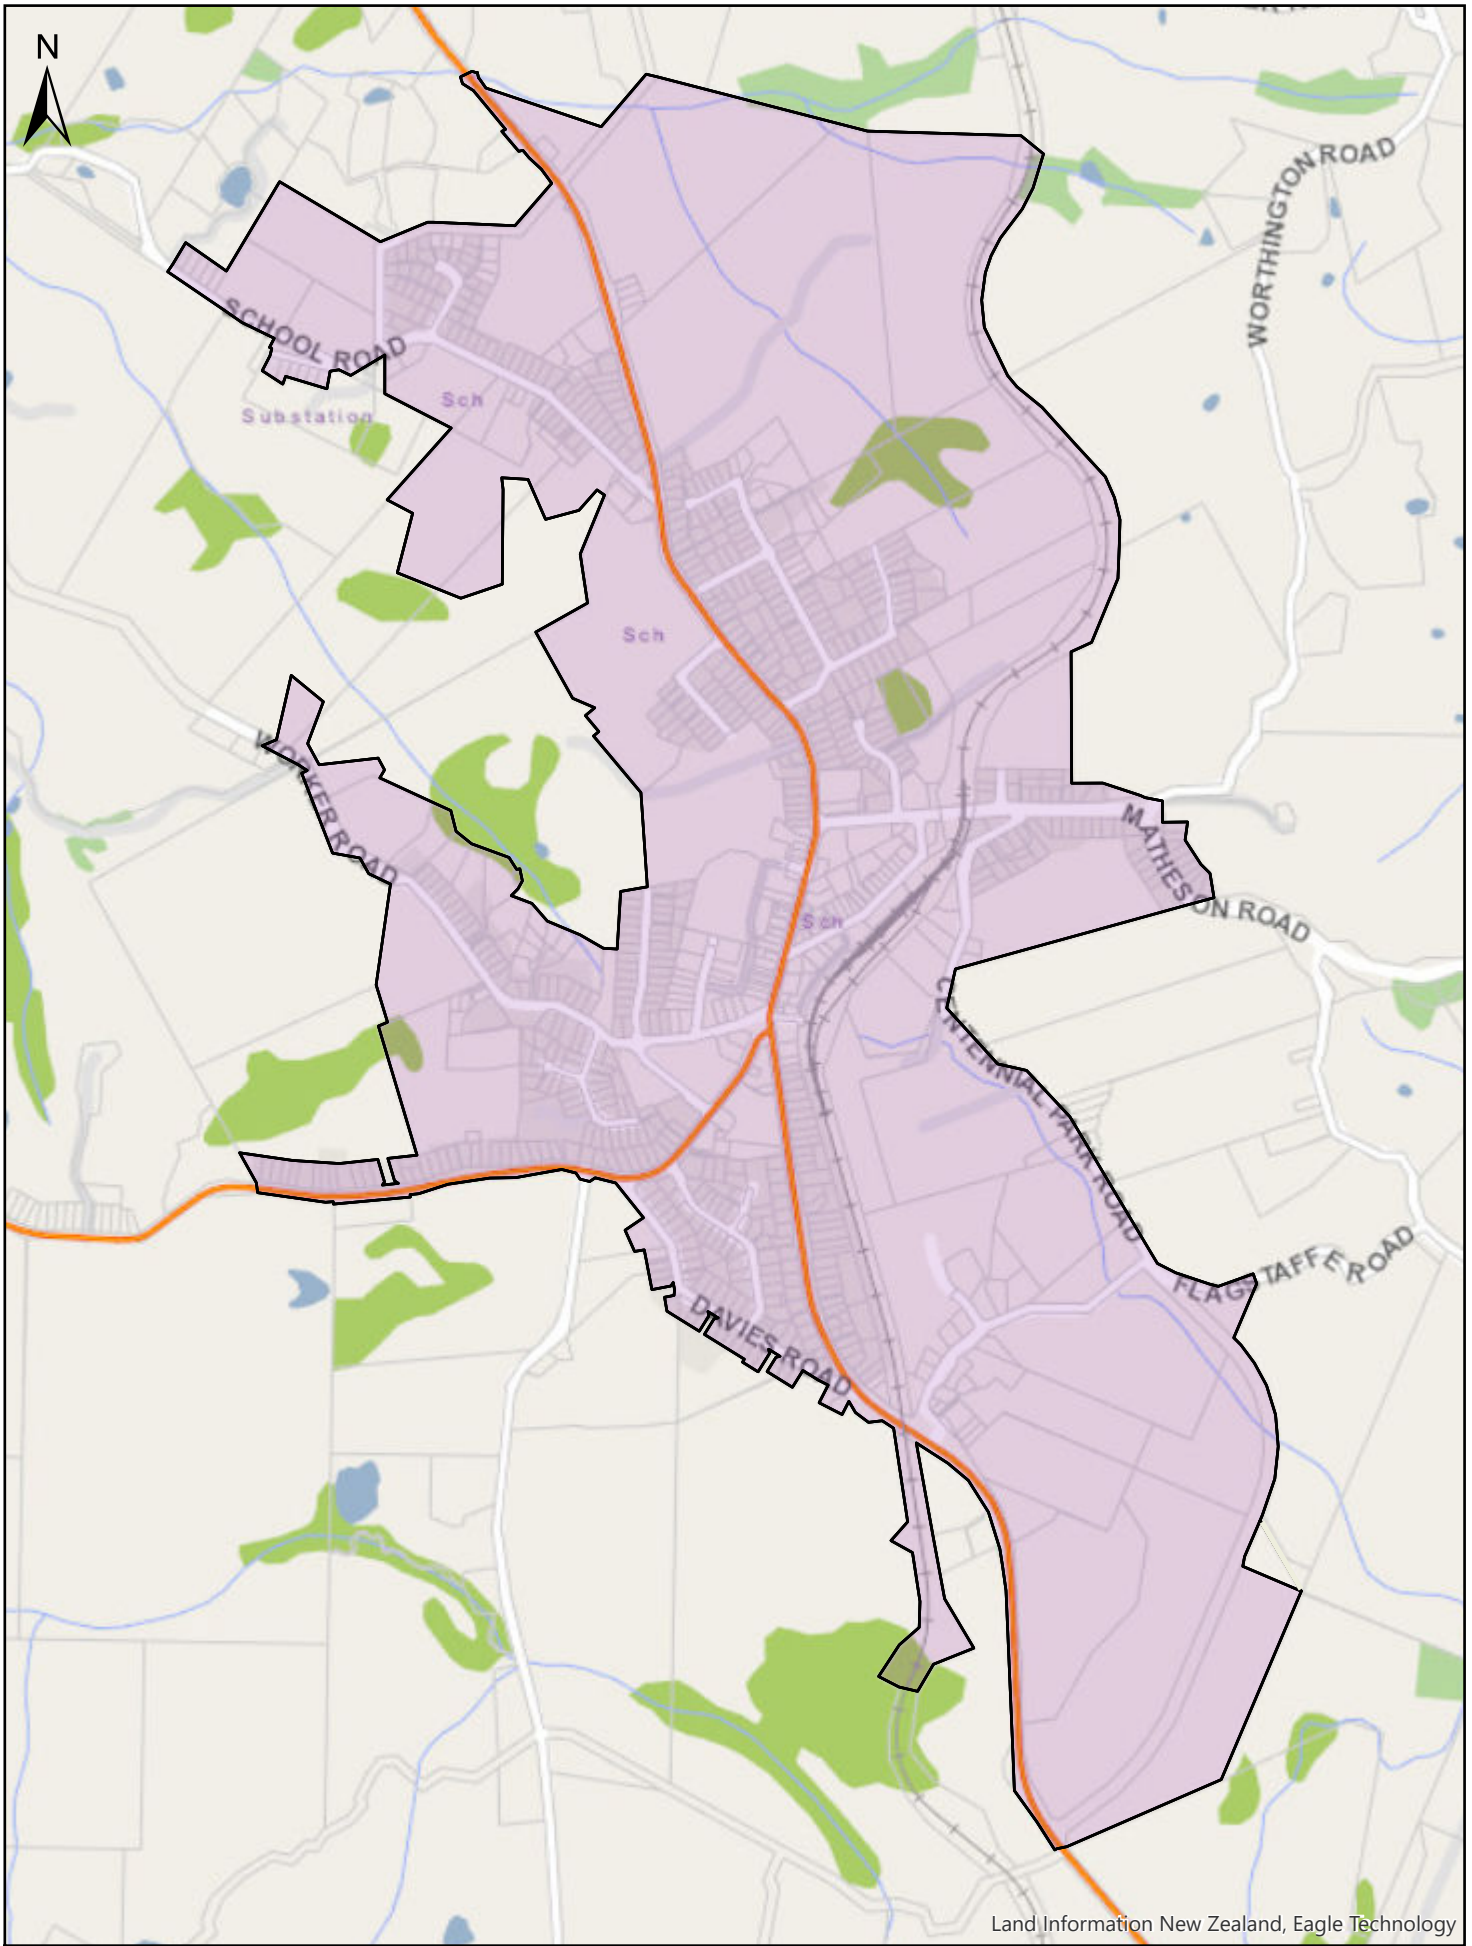 N
WORTHINGTON ROAD
SCHOOL ROAD
Sch
Substation
Sch
WORKER ROAD
MATHESON ROAD
Sch
CENTENNIAL PARK ROAD
FLAGSTAFFE ROAD
DAVIES ROAD
Land Information New Zealand, Eagle Technology